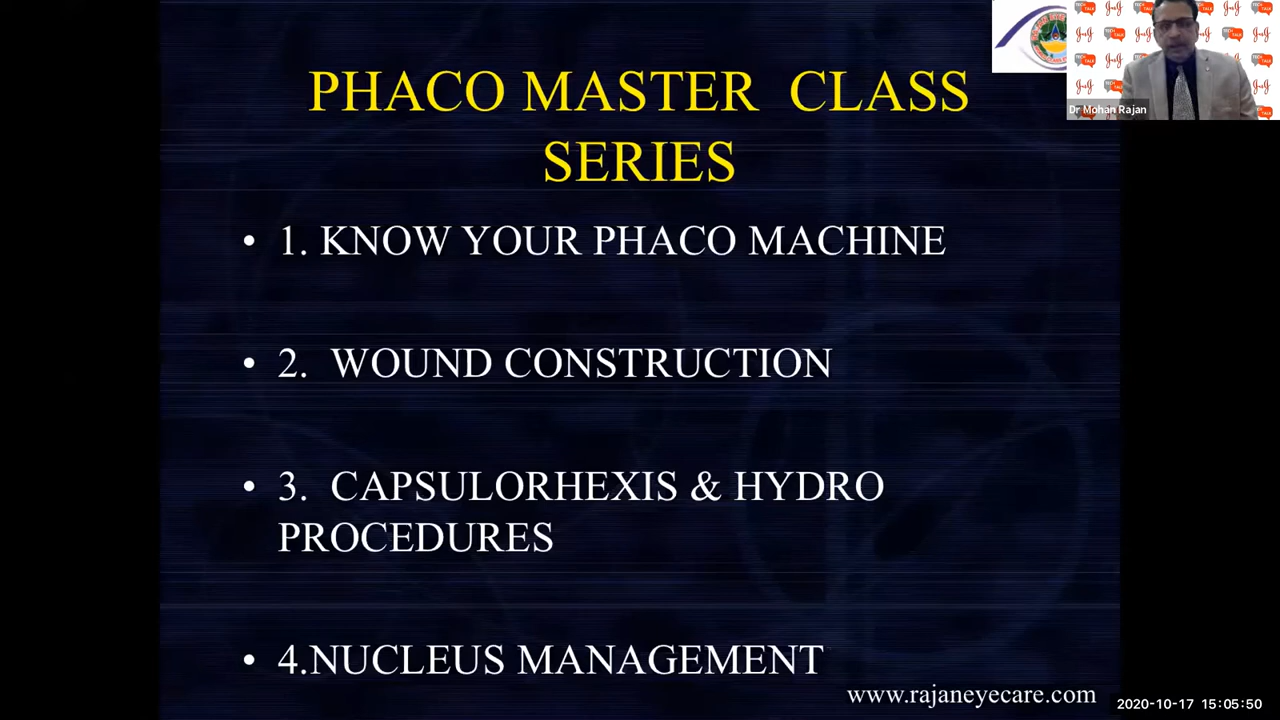 PHACO MASTER CLASS
SERIES
• 1. KNOW YOUR PHACO MACHINE
• 2. WOUND CONSTRUCTION
• 3. CAPSULORHEXIS & HYDRO
PROCEDURES
• 4.NUCLEUS MANAGEMENT
www.rajaneyecare.com
Dr Mohan Rajan
2020-10-17 15:05:50